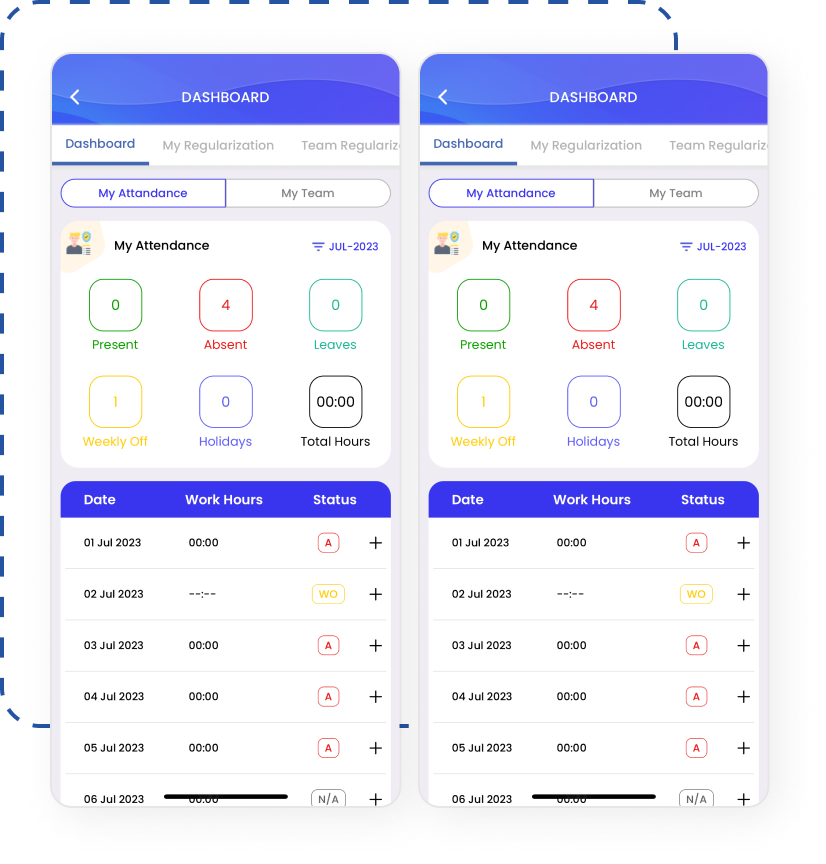 DASHBOARD
Dashboard My Regularization Team Regulariz
My Attandance My Team
My Attendance JUL-2023
0 4 0
Present Absent Leaves
1 0 00:00
Weekly Off Holidays Total Hours
Date Work Hours Status
01 Jul 2023 00:00 A +
02 Jul 2023 --:-- WO +
03 Jul 2023 00:00 A +
04 Jul 2023 00:00 A +
05 Jul 2023 00:00 A +
06 Jul 2023 00:00 N/A +
DASHBOARD
Dashboard My Regularization Team Regulariz
My Attandance My Team
My Attendance JUL-2023
0 4 0
Present Absent Leaves
1 0 00:00
Weekly Off Holidays Total Hours
Date Work Hours Status
01 Jul 2023 00:00 A +
02 Jul 2023 --:-- WO +
03 Jul 2023 00:00 A +
04 Jul 2023 00:00 A +
05 Jul 2023 00:00 A +
06 Jul 2023 00:00 N/A +